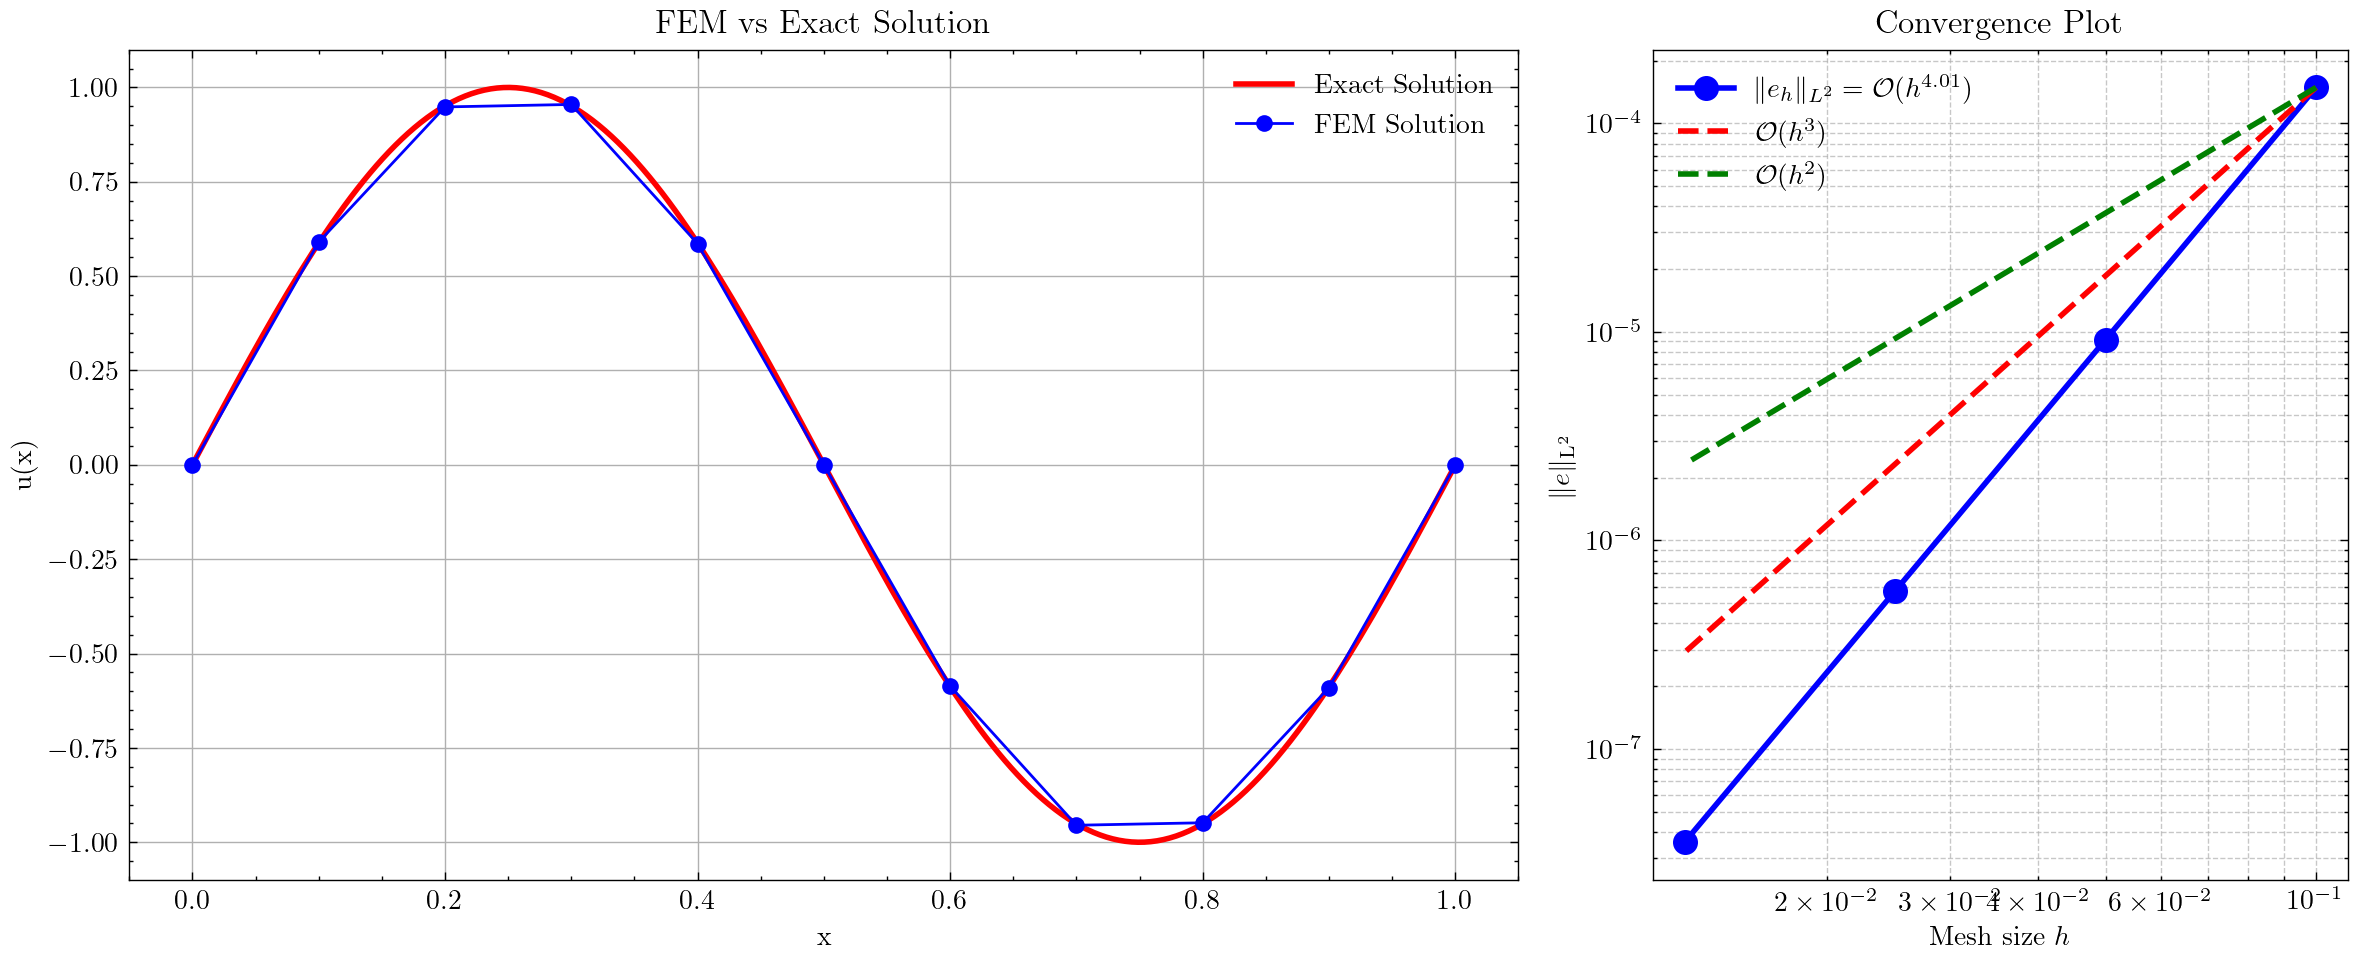 FEM vs Exact Solution
1.00
0.75
0.50
0.25
0.00
−0.25
−0.50
−0.75
−1.00
u(x)
0.0 0.2 0.4 0.6 0.8 1.0
x
Exact Solution
FEM Solution
Convergence Plot
‖e_h‖_{L²} = 𝒪(h^{4.01})
𝒪(h³)
𝒪(h²)
10⁻⁴
10⁻⁵
10⁻⁶
10⁻⁷
‖e‖_{L²}
2 × 10⁻² 3 × 10⁻² 4 × 10⁻² 6 × 10⁻² 10⁻¹
Mesh size h